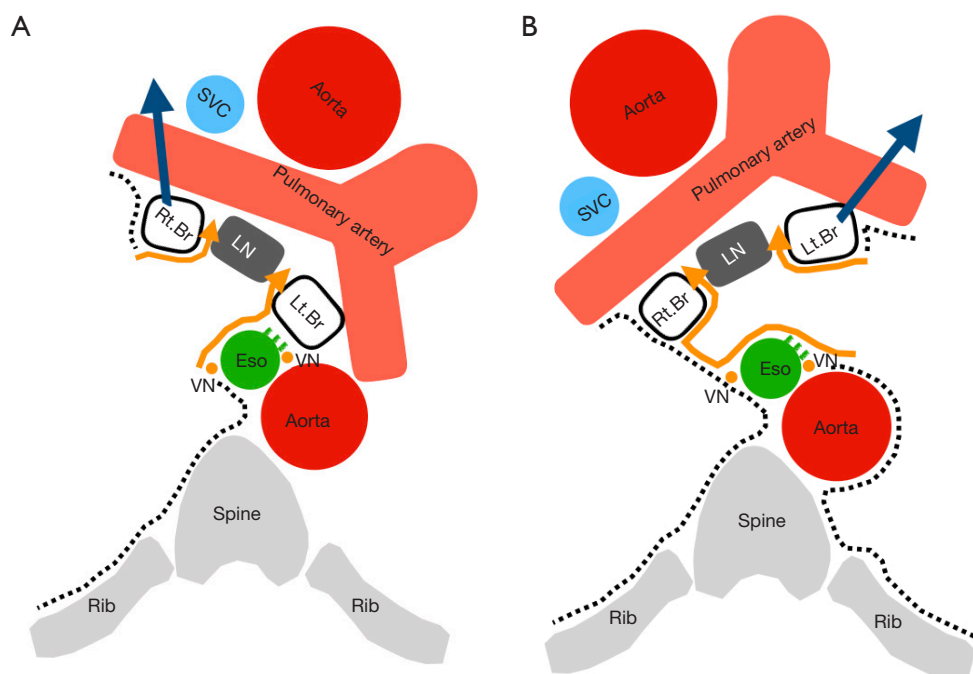 A
SVC
Aorta
Pulmonary artery
Rt.Br
LN
Lt.Br
Eso
VN
VN
Aorta
Spine
Rib
Rib
B
Aorta
Pulmonary artery
SVC
Lt.Br
LN
Rt.Br
VN
Eso
VN
Aorta
Spine
Rib
Rib